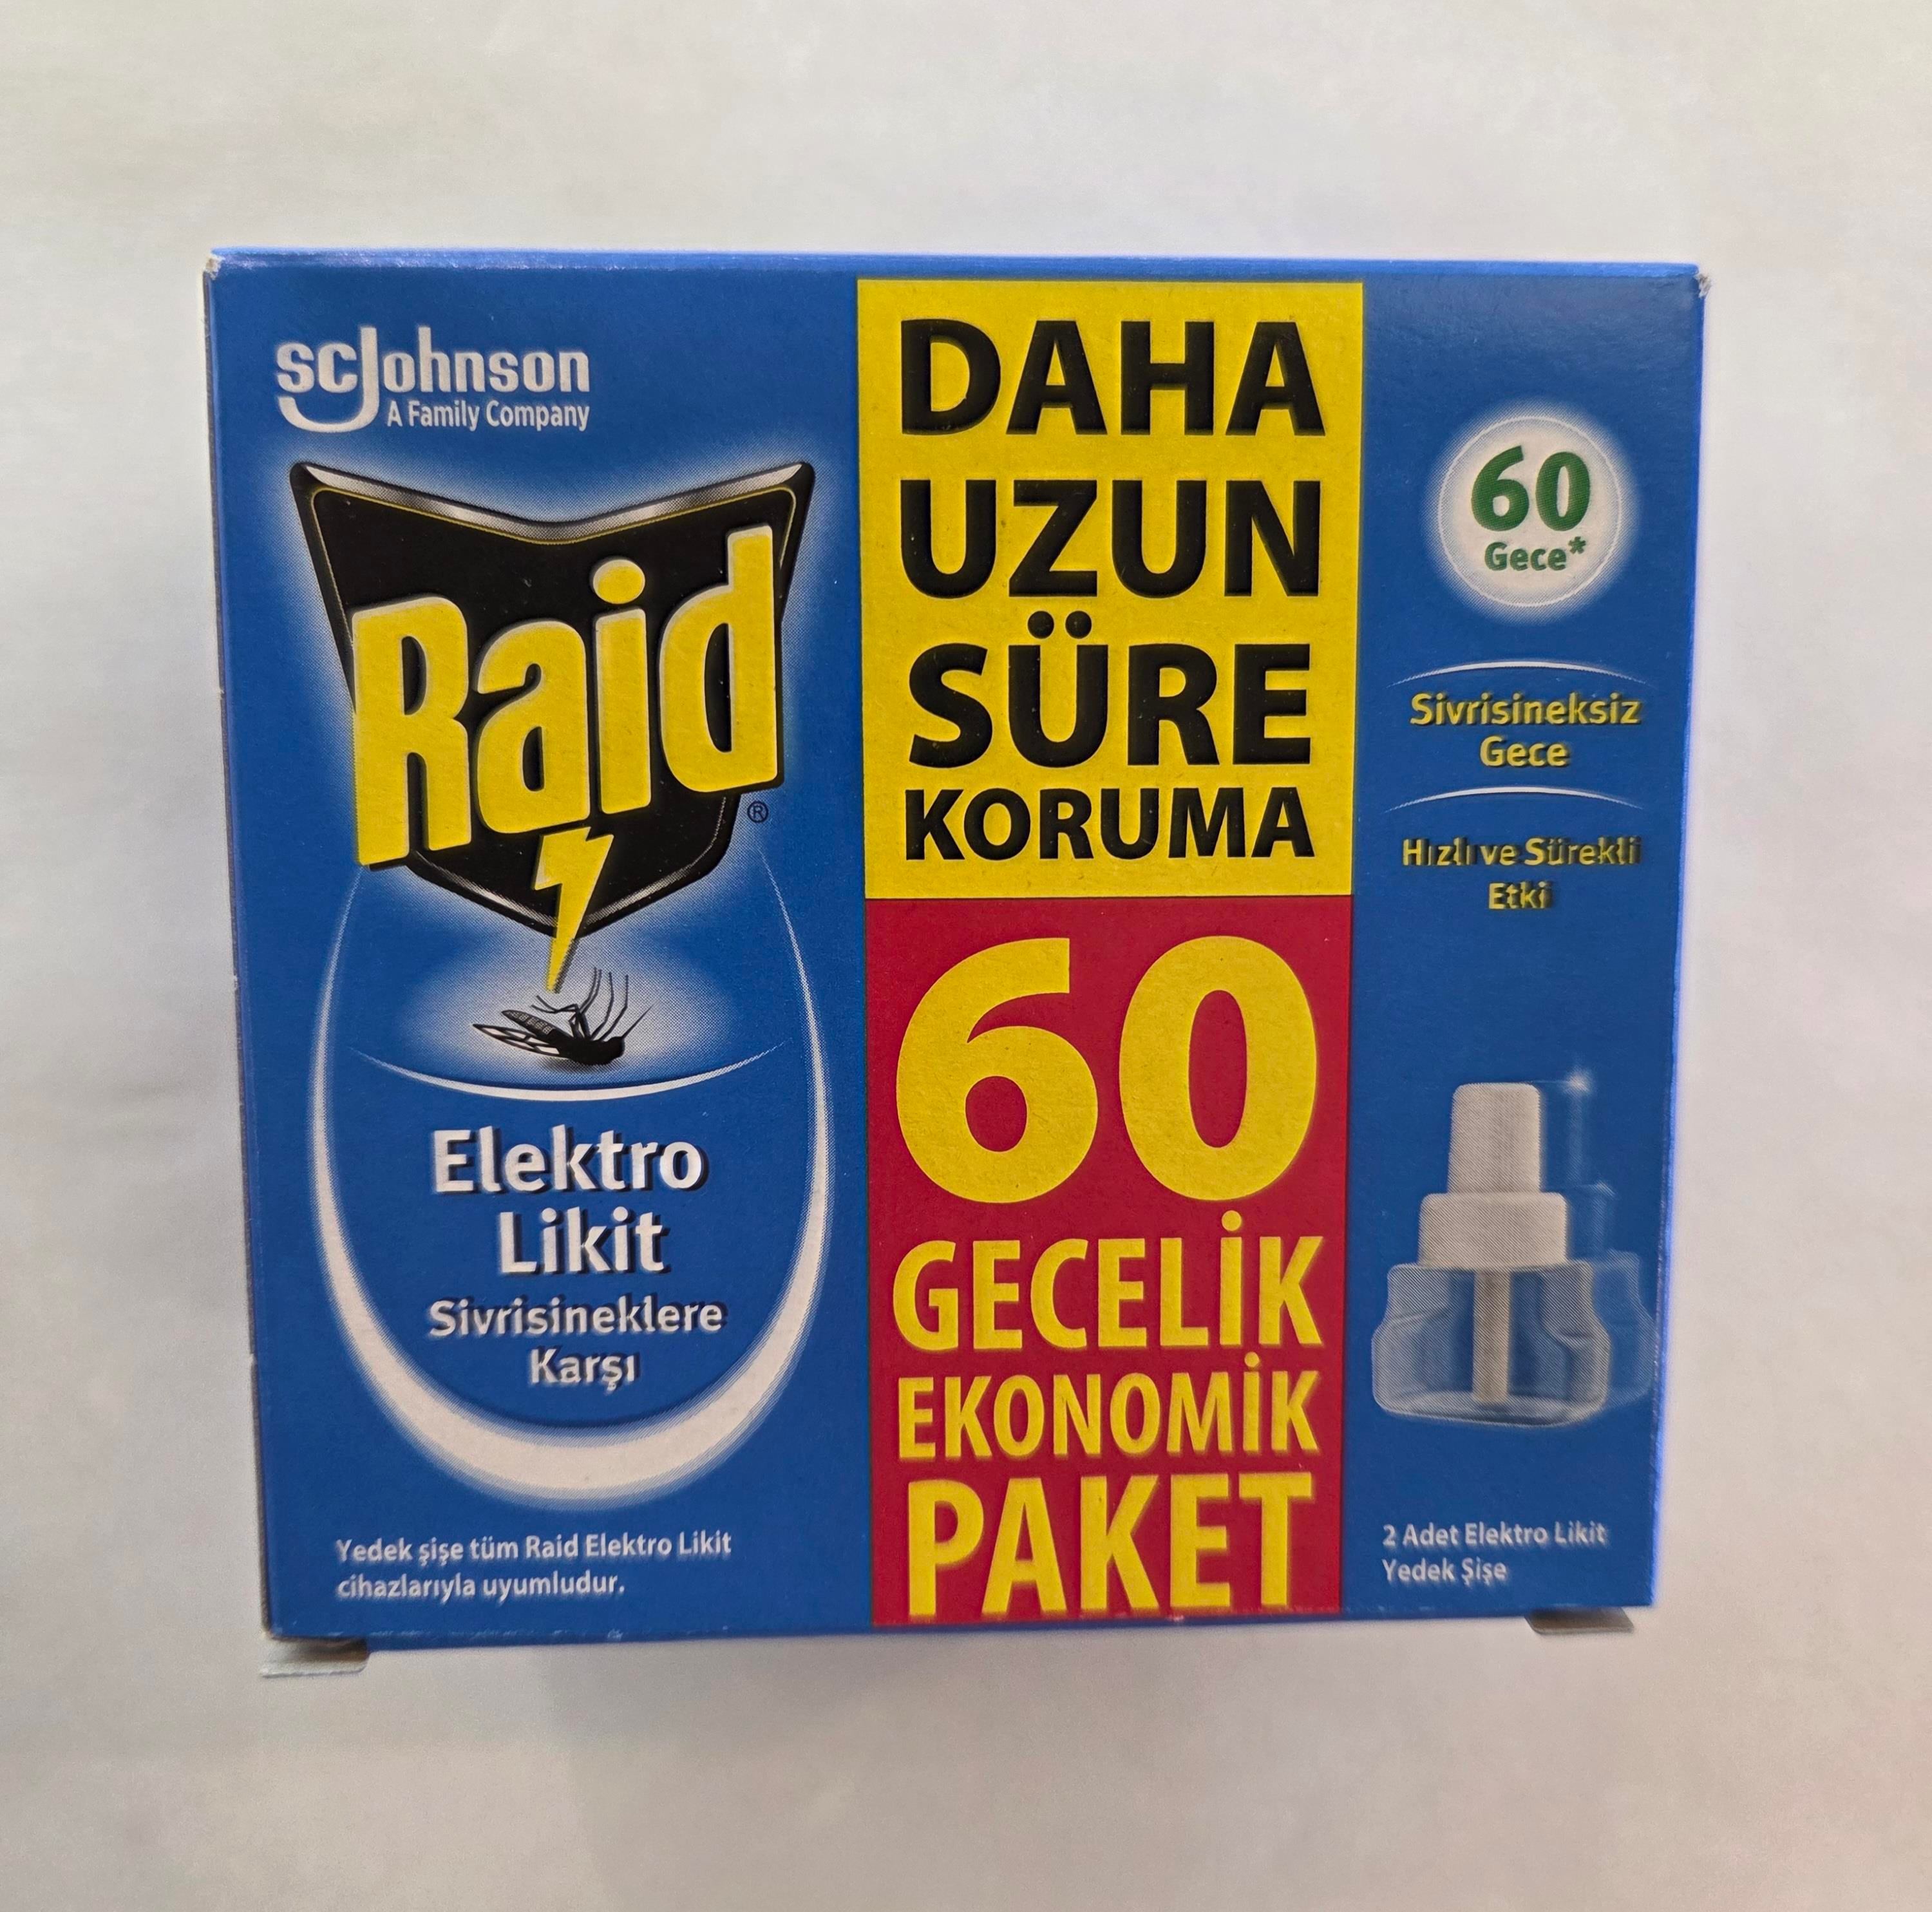 SCJohnson
A Family Company
Raid
®
Elektro
Likit
Sivrisineklere
Karşı
Yedek şişe tüm Raid Elektro Likit
cihazlarıyla uyumludur.
DAHA
UZUN
SÜRE
KORUMA
60
GECELİK
EKONOMİK
PAKET
60
Gece*
Sivrisineksiz
Gece
Hızlı ve Sürekli
Etki
2 Adet Elektro Likit
Yedek Şişe